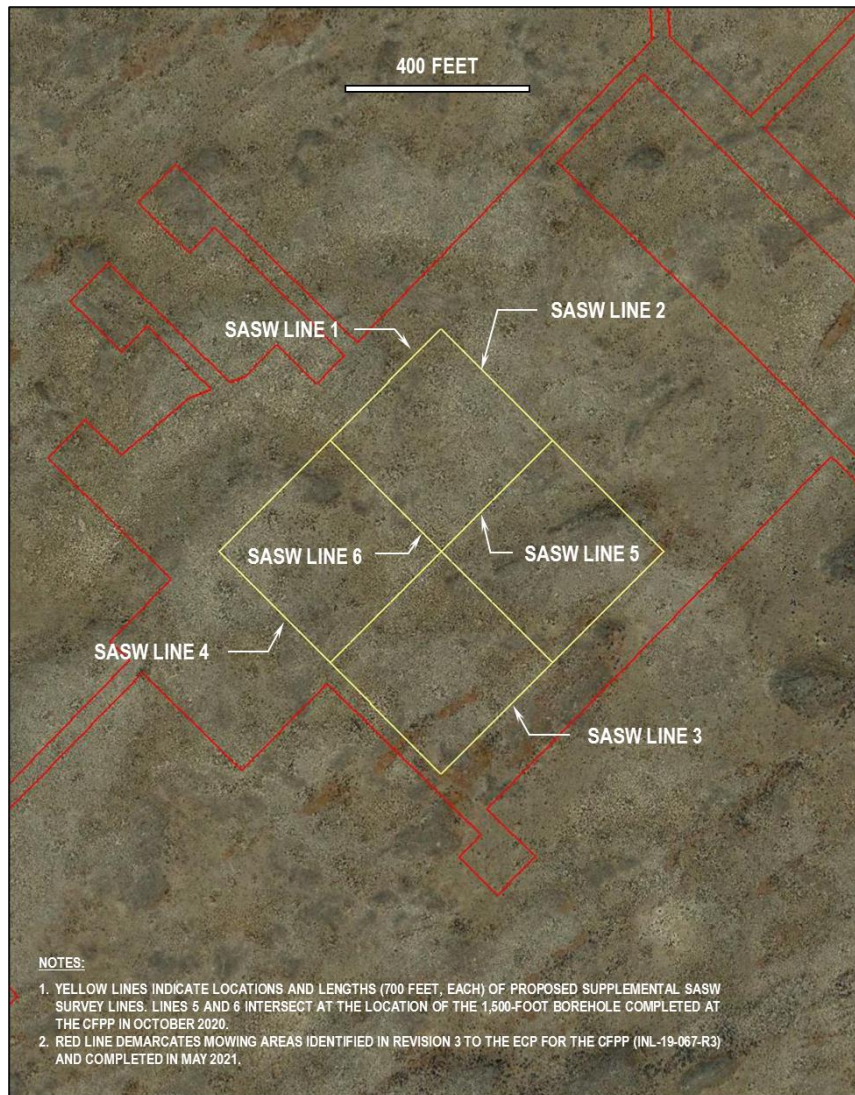 400 FEET
SASW LINE 1
SASW LINE 2
SASW LINE 6
SASW LINE 5
SASW LINE 4
SASW LINE 3
NOTES:
1. YELLOW LINES INDICATE LOCATIONS AND LENGTHS (700 FEET, EACH) OF PROPOSED SUPPLEMENTAL SASW
SURVEY LINES. LINES 5 AND 6 INTERSECT AT THE LOCATION OF THE 1,500-FOOT BOREHOLE COMPLETED AT
THE CFPP IN OCTOBER 2020.
2. RED LINE DEMARCATES MOWING AREAS IDENTIFIED IN REVISION 3 TO THE ECP FOR THE CFPP (INL-19-067-R3)
AND COMPLETED IN MAY 2021.